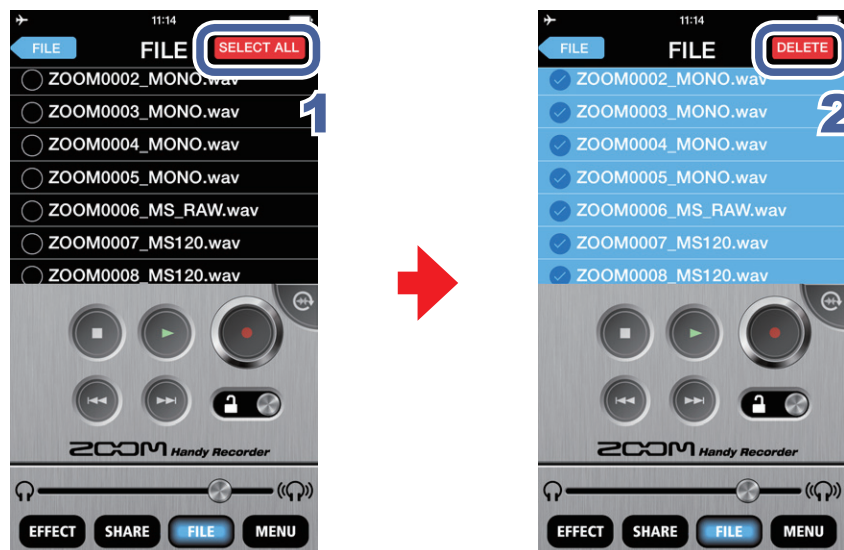 11:14
FILE
FILE
SELECT ALL
1
ZOOM0002_MONO.wav
ZOOM0003_MONO.wav
ZOOM0004_MONO.wav
ZOOM0005_MONO.wav
ZOOM0006_MS_RAW.wav
ZOOM0007_MS120.wav
ZOOM0008_MS120.wav
ZOOM Handy Recorder
EFFECT
SHARE
FILE
MENU
11:14
FILE
FILE
DELETE
2
ZOOM0002_MONO.wav
ZOOM0003_MONO.wav
ZOOM0004_MONO.wav
ZOOM0005_MONO.wav
ZOOM0006_MS_RAW.wav
ZOOM0007_MS120.wav
ZOOM0008_MS120.wav
ZOOM Handy Recorder
EFFECT
SHARE
FILE
MENU